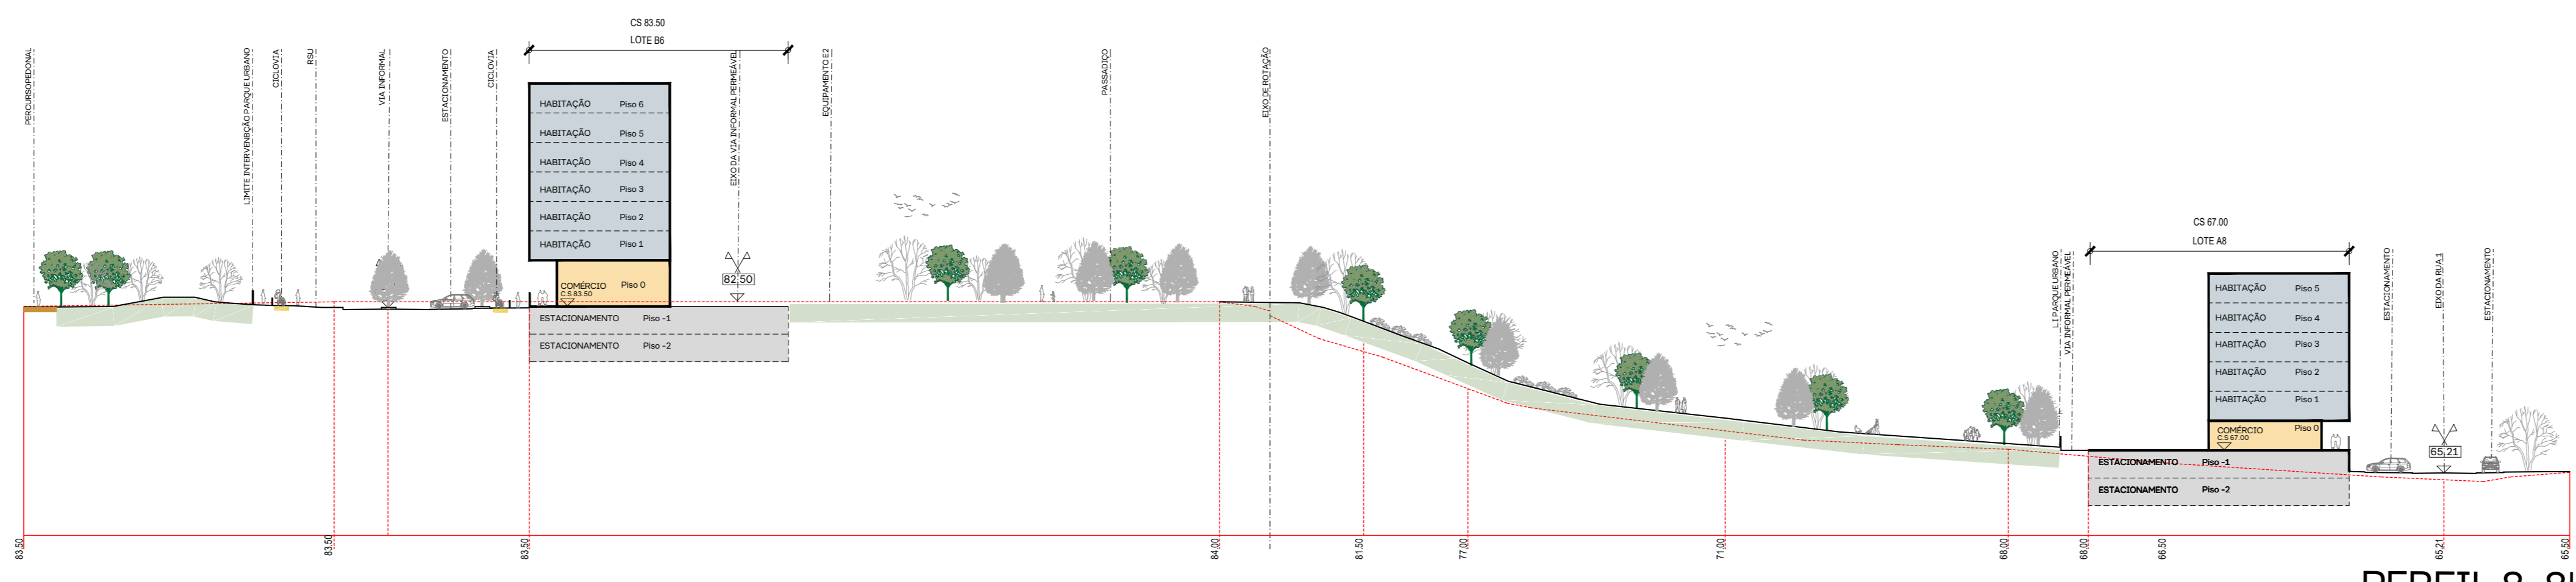 CS 83.50
LOTE B6
PERCURSOPEDONAL
LIMITE INTERVENBÇÃO PARQUE URBANO
CICLOVIA
RSU
VIA INFORMAL
ESTACIONAMENTO
CICLOVIA
EIXO DA VIA INFORMAL PERMEÁVEL
EQUIPAMENTO E2
PASSADIÇO
EIXO DE ROTAÇÃO
HABITAÇÃO Piso 6
HABITAÇÃO Piso 5
HABITAÇÃO Piso 4
HABITAÇÃO Piso 3
HABITAÇÃO Piso 2
HABITAÇÃO Piso 1
COMÉRCIO Piso 0
C.S 83.50
ESTACIONAMENTO Piso -1
ESTACIONAMENTO Piso -2
82,50
CS 67.00
LOTE A8
L.I PARQUE URBANO
VIA INFORMAL PERMEÁVEL
ESTACIONAMENTO
EIXO DA RUA 1
ESTACIONAMENTO
HABITAÇÃO Piso 5
HABITAÇÃO Piso 4
HABITAÇÃO Piso 3
HABITAÇÃO Piso 2
HABITAÇÃO Piso 1
COMÉRCIO Piso 0
C.S 67.00
ESTACIONAMENTO Piso -1
ESTACIONAMENTO Piso -2
65,21
83.50
83.50
83.50
84.00
81.50
77.00
71.00
68.00
68.00
66.50
65.21
65.50